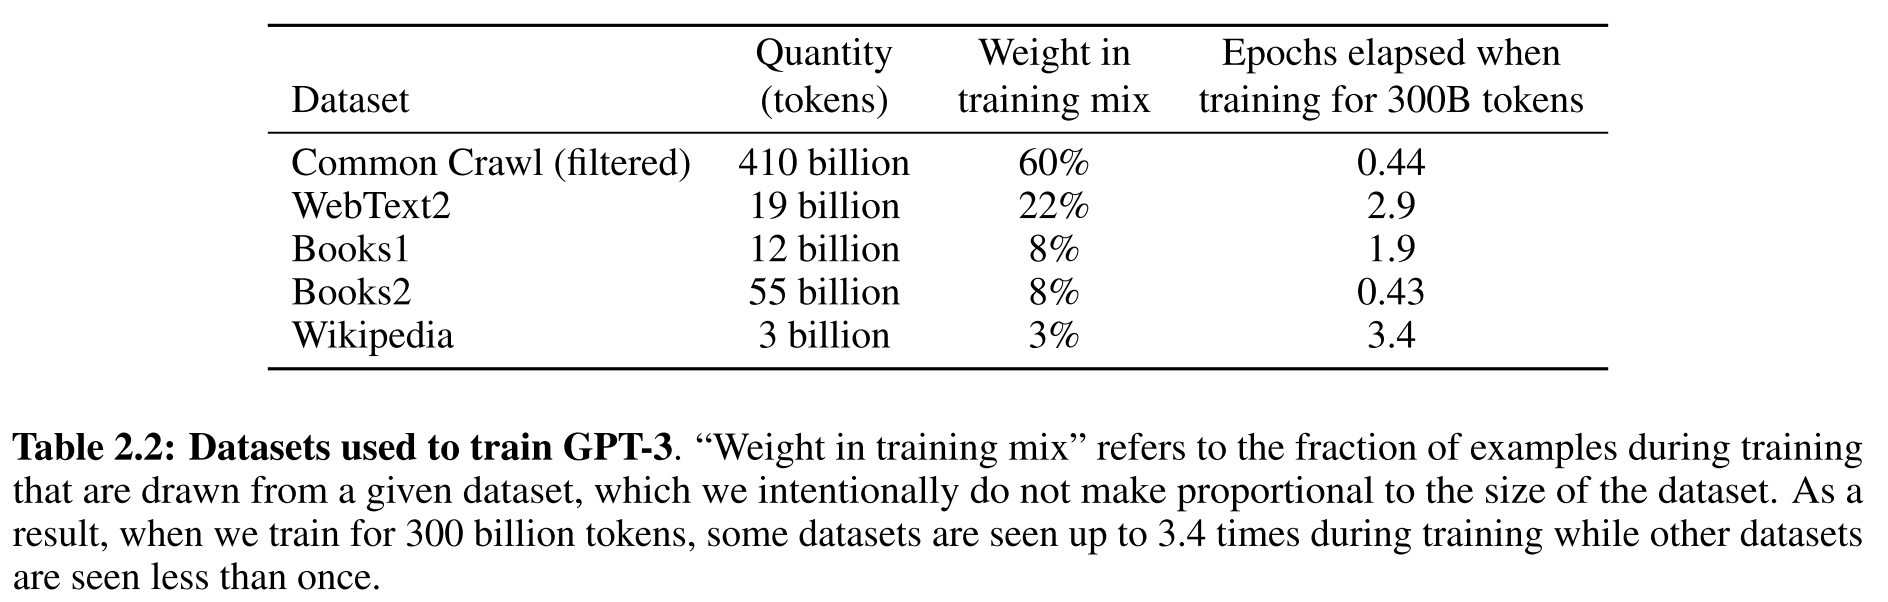 Quantity Weight in Epochs elapsed when
Dataset (tokens) training mix training for 300B tokens
Common Crawl (filtered) 410 billion 60% 0.44
WebText2 19 billion 22% 2.9
Books1 12 billion 8% 1.9
Books2 55 billion 8% 0.43
Wikipedia 3 billion 3% 3.4
Table 2.2: Datasets used to train GPT-3. “Weight in training mix” refers to the fraction of examples during training
that are drawn from a given dataset, which we intentionally do not make proportional to the size of the dataset. As a
result, when we train for 300 billion tokens, some datasets are seen up to 3.4 times during training while other datasets
are seen less than once.